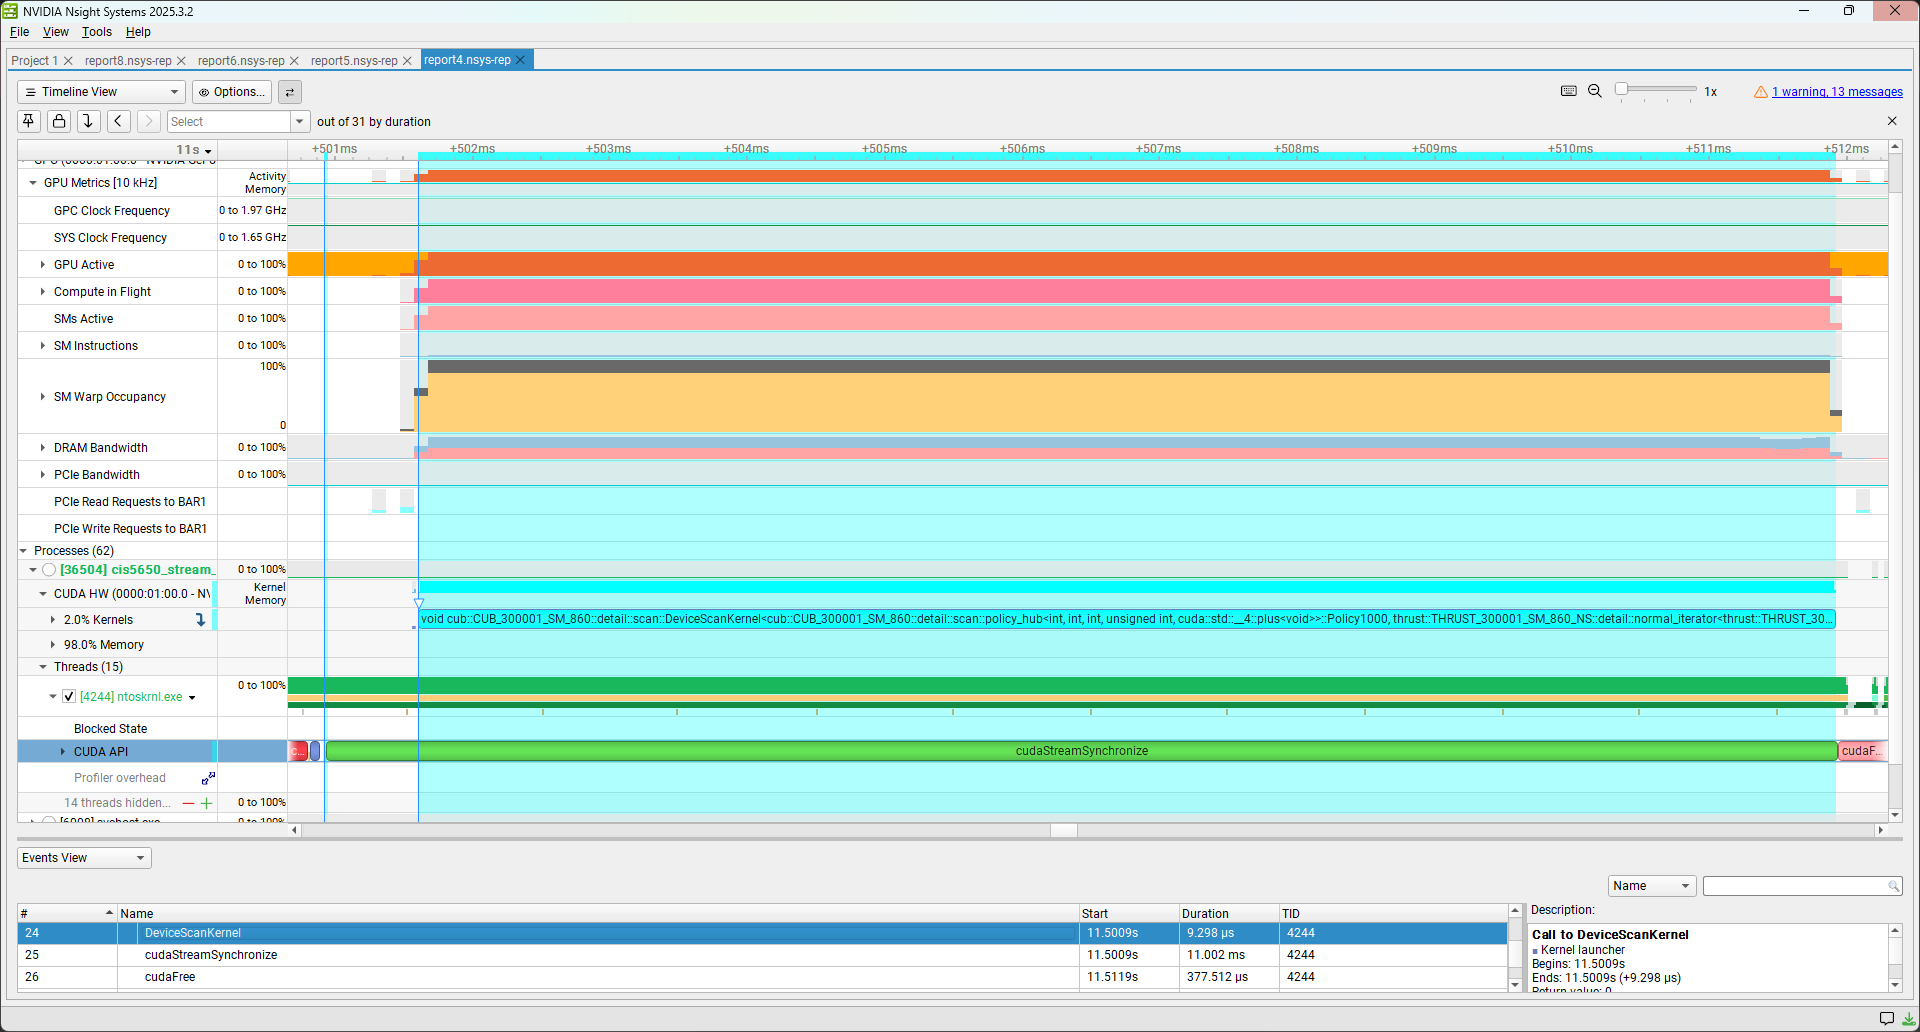 NVIDIA Nsight Systems 2025.3.2
File View Tools Help
Project 1 report8.nsys-rep report6.nsys-rep report5.nsys-rep report4.nsys-rep
Timeline View Options... 1x 1 warning, 13 messages
Select out of 31 by duration
11s +501ms +502ms +503ms +504ms +505ms +506ms +507ms +508ms +509ms +510ms +511ms +512ms
GPU Metrics [10 kHz] Activity
Memory
GPC Clock Frequency 0 to 1.97 GHz
SYS Clock Frequency 0 to 1.65 GHz
GPU Active 0 to 100%
Compute in Flight 0 to 100%
SMs Active 0 to 100%
SM Instructions 0 to 100%
100%
SM Warp Occupancy
0
DRAM Bandwidth 0 to 100%
PCIe Bandwidth 0 to 100%
PCIe Read Requests to BAR1
PCIe Write Requests to BAR1
Processes (62)
[36504] cis5650_stream_ 0 to 100%
CUDA HW (0000:01:00.0 - NV Kernel
Memory
2.0% Kernels void cub::CUB_300001_SM_860::detail::scan::DeviceScanKernel<cub::CUB_300001_SM_860::detail::scan::policy_hub<int, int, int, unsigned int, cuda::std::__4::plus<void>>::Policy1000, thrust::THRUST_300001_SM_860_NS::detail::normal_iterator<thrust::THRUST_30...
98.0% Memory
Threads (15)
[4244] ntoskrnl.exe 0 to 100%
Blocked State
CUDA API c... cudaStreamSynchronize cudaF...
Profiler overhead
14 threads hidden... 0 to 100%
Events View
Name
# Name Start Duration TID
24 DeviceScanKernel 11.5009s 9.298 μs 4244
25 cudaStreamSynchronize 11.5009s 11.002 ms 4244
26 cudaFree 11.5119s 377.512 μs 4244
Description:
Call to DeviceScanKernel
Kernel launcher
Begins: 11.5009s
Ends: 11.5009s (+9.298 μs)
Return value: 0